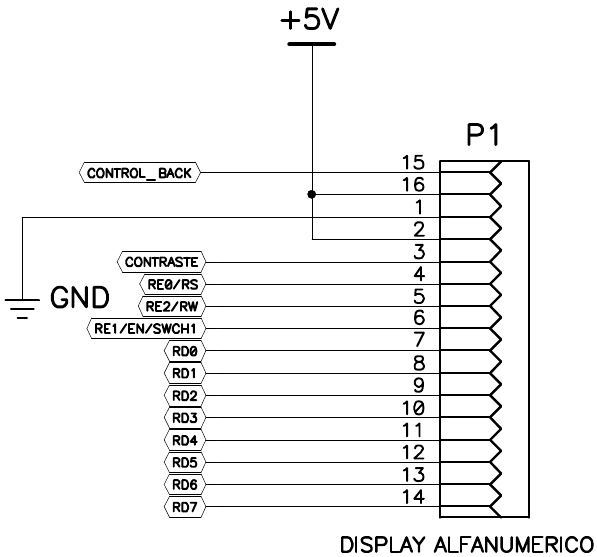 +5V
P1
CONTROL_BACK 15
16
1
2
CONTRASTE 3
GND
RE0/RS 4
RE2/RW 5
RE1/EN/SWCH1 6
RD0 7
RD1 8
RD2 9
RD3 10
RD4 11
RD5 12
RD6 13
RD7 14
DISPLAY ALFANUMERICO